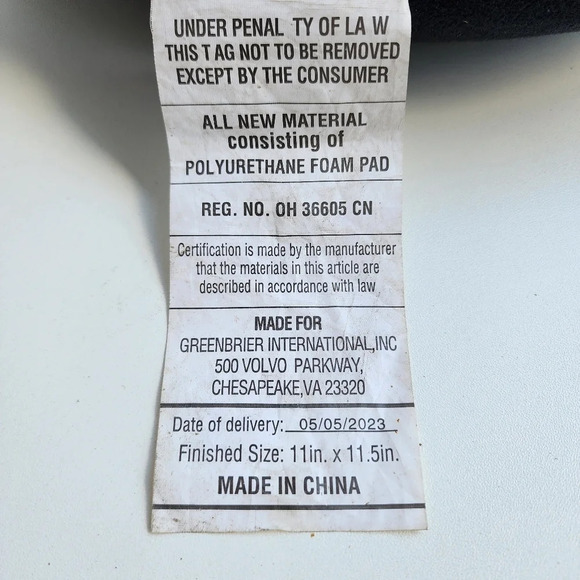 UNDER PENAL TY OF LA W
THIS T AG NOT TO BE REMOVED
EXCEPT BY THE CONSUMER
ALL NEW MATERIAL
consisting of
POLYURETHANE FOAM PAD
REG. NO. OH 36605 CN
Certification is made by the manufacturer
that the materials in this article are
described in accordance with law
MADE FOR
GREENBRIER INTERNATIONAL,INC
500 VOLVO PARKWAY,
CHESAPEAKE,VA 23320
Date of delivery: 05/05/2023
Finished Size: 11in. x 11.5in.
MADE IN CHINA